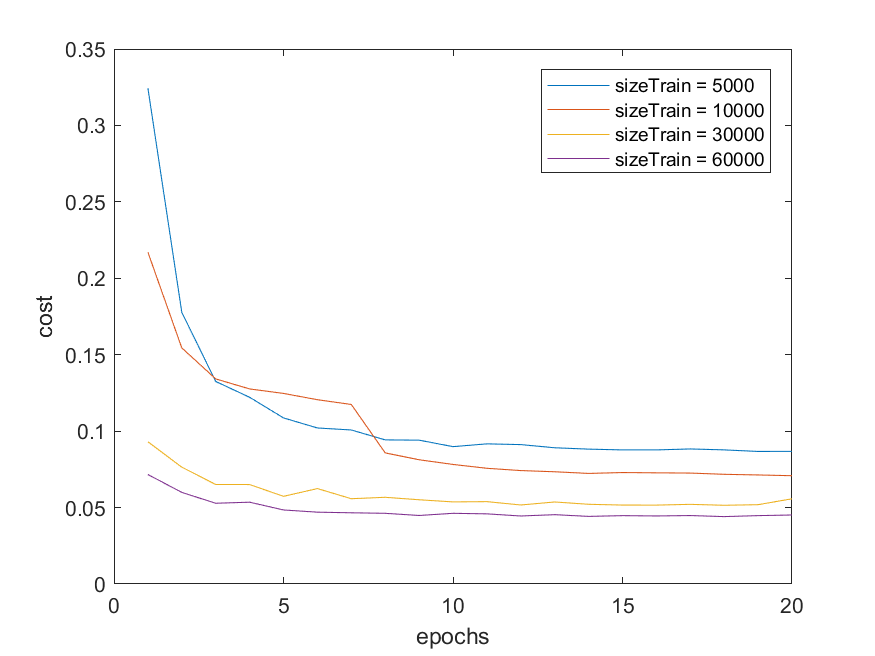 0.35
0.3
0.25
0.2
0.15
0.1
0.05
0
cost
sizeTrain = 5000
sizeTrain = 10000
sizeTrain = 30000
sizeTrain = 60000
0 5 10 15 20
epochs